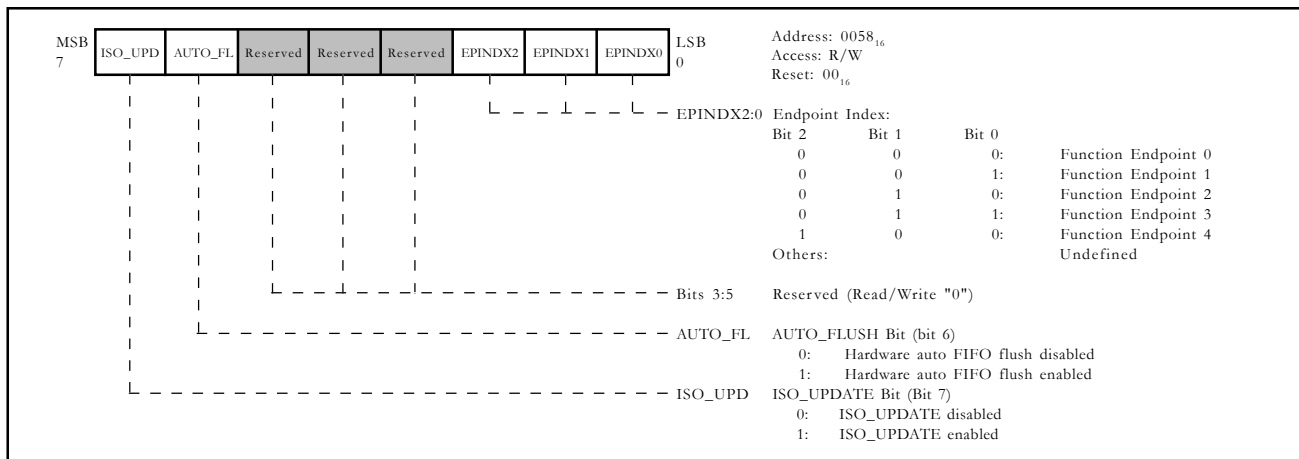 MSB 7 ISO_UPD AUTO_FL Reserved Reserved Reserved EPINDX2 EPINDX1 EPINDX0 LSB 0
Address: 0058₁₆
Access: R/W
Reset: 00₁₆
EPINDX2:0 Endpoint Index:
Bit 2 Bit 1 Bit 0
0 0 0: Function Endpoint 0
0 0 1: Function Endpoint 1
0 1 0: Function Endpoint 2
0 1 1: Function Endpoint 3
1 0 0: Function Endpoint 4
Others: Undefined
Bits 3:5 Reserved (Read/Write "0")
AUTO_FL AUTO_FLUSH Bit (bit 6)
0: Hardware auto FIFO flush disabled
1: Hardware auto FIFO flush enabled
ISO_UPD ISO_UPDATE Bit (Bit 7)
0: ISO_UPDATE disabled
1: ISO_UPDATE enabled